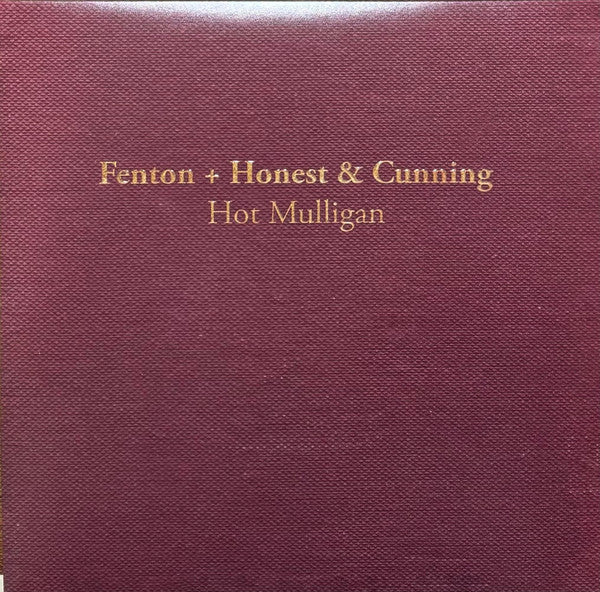 Fenton + Honest & Cunning
Hot Mulligan